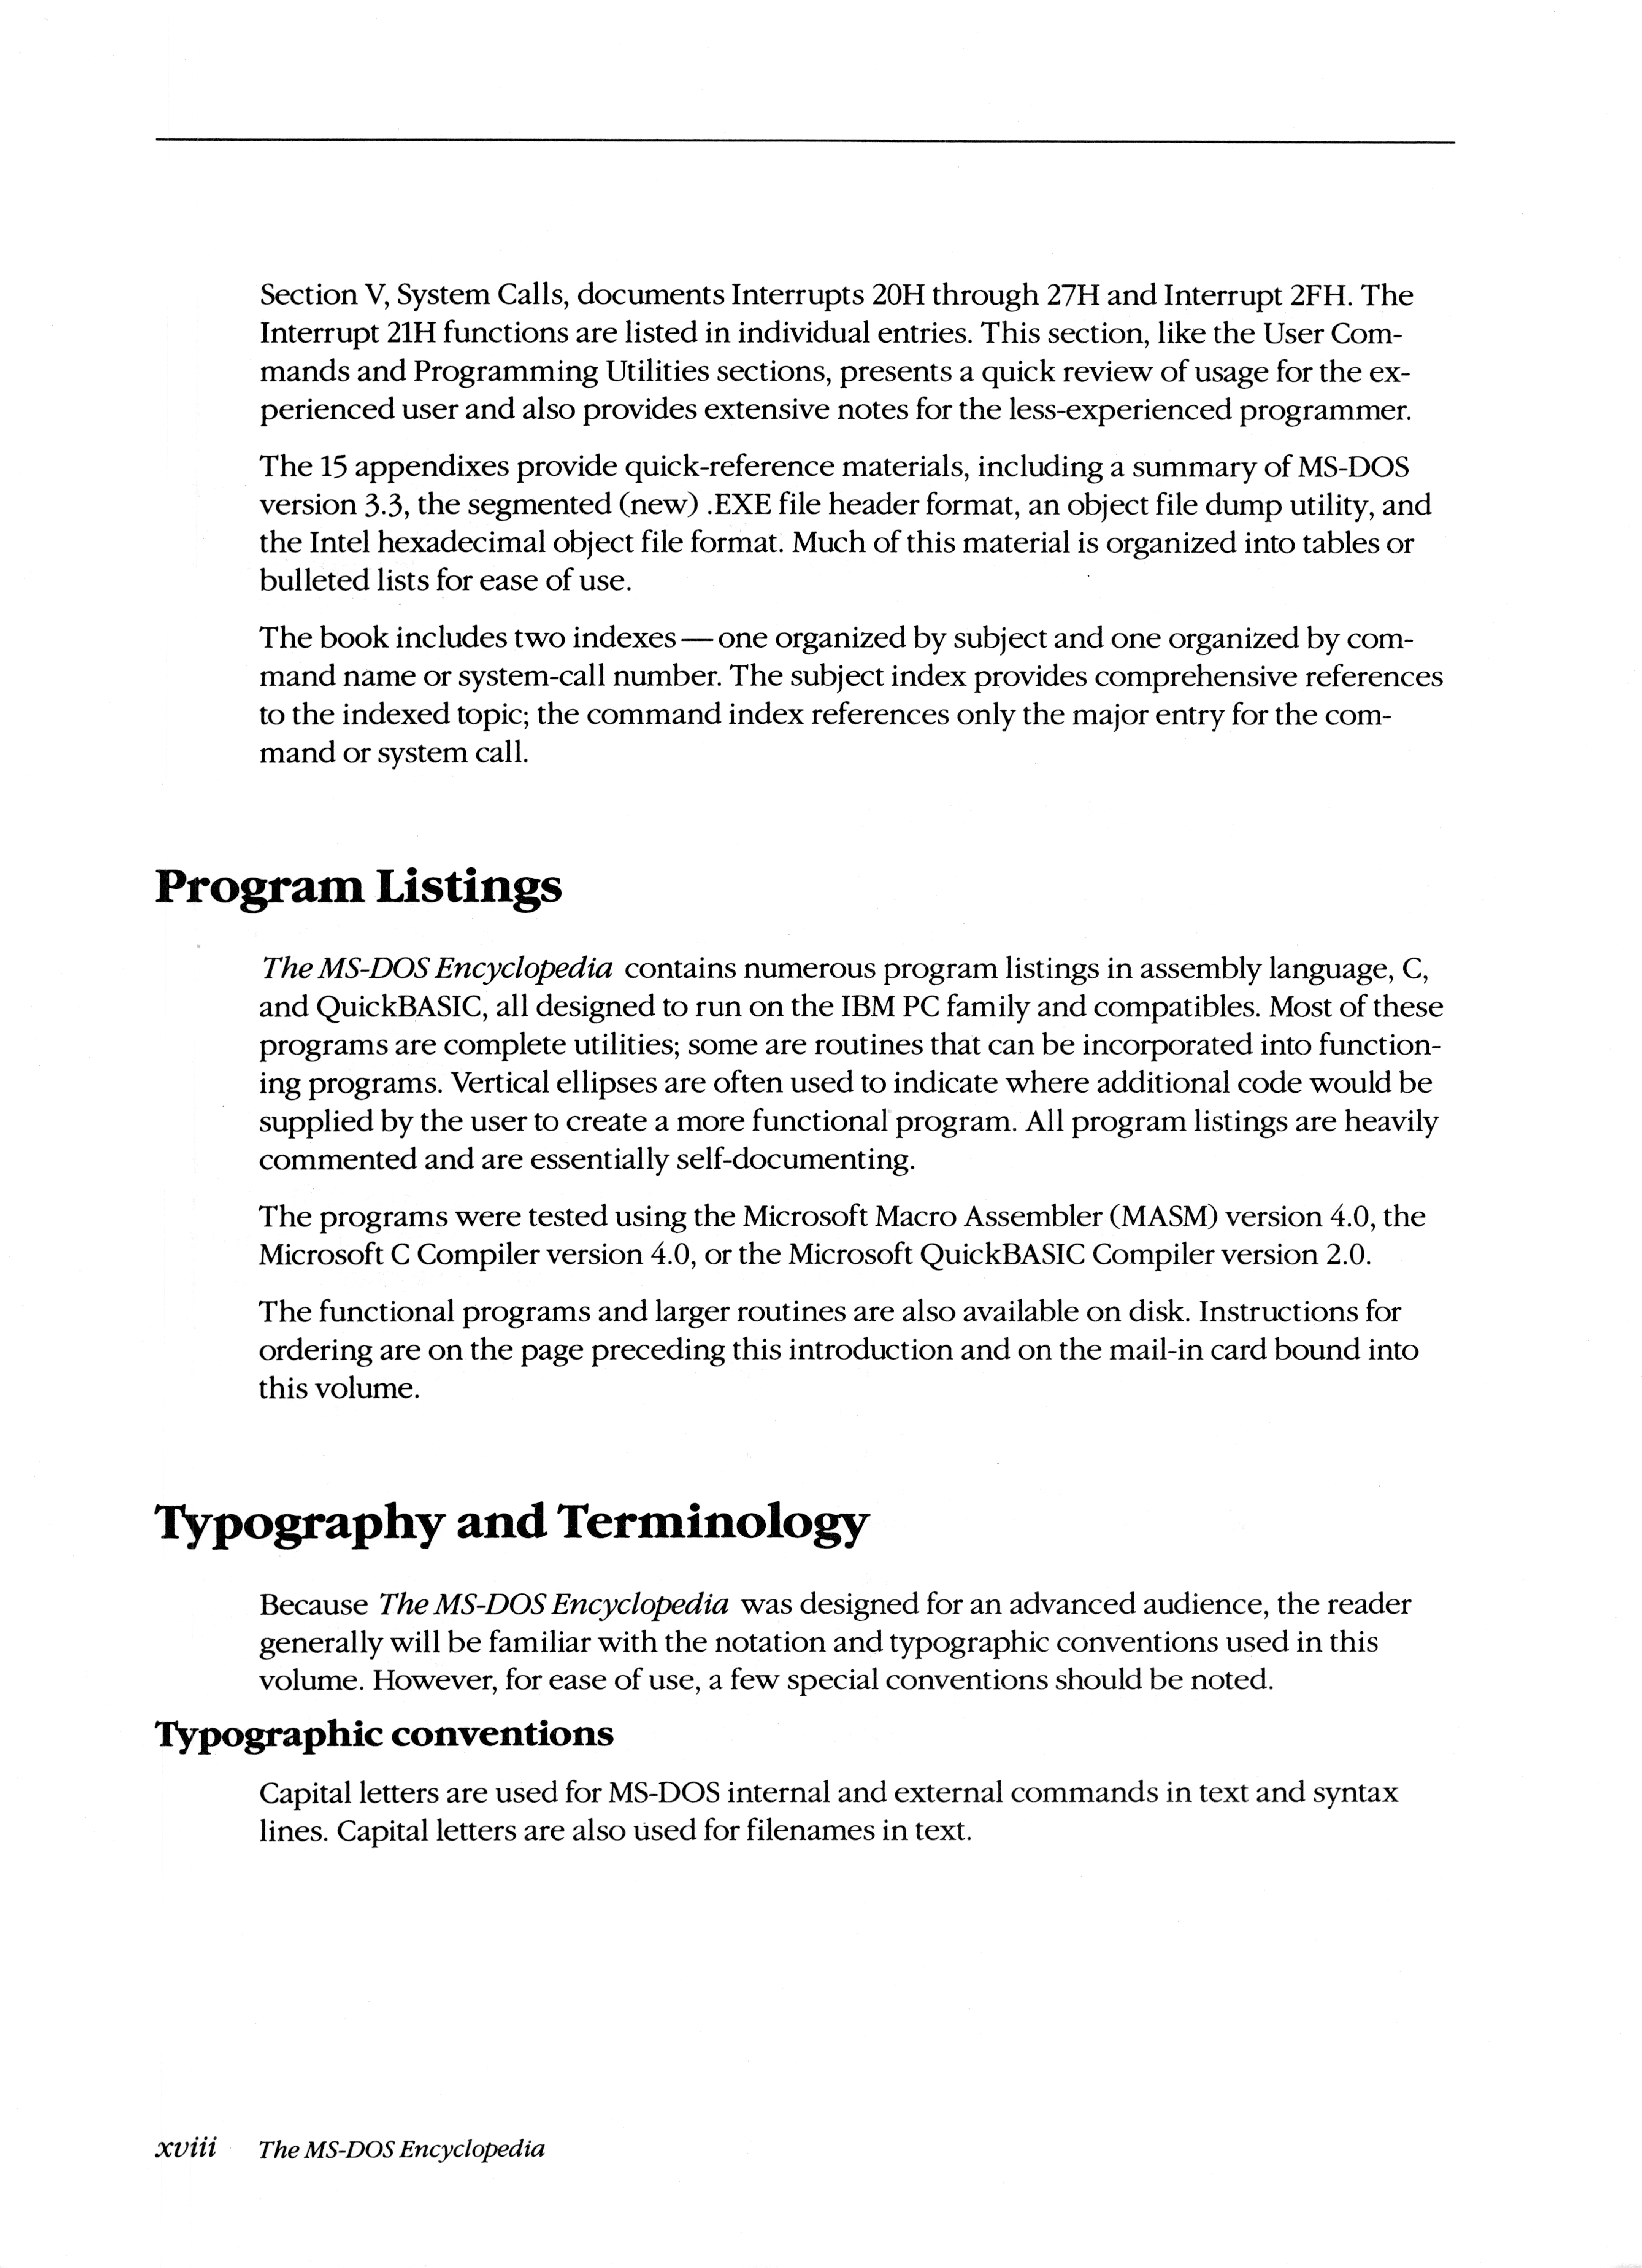 Section V, System Calls, documents Interrupts 20H through 27H and Interrupt 2FH. The
Interrupt 21H functions are listed in individual entries. This section, like the User Com-
mands and Programming Utilities sections, presents a quick review of usage for the ex-
perienced user and also provides extensive notes for the less-experienced programmer.
The 15 appendixes provide quick-reference materials, including a summary of MS-DOS
version 3.3, the segmented (new) .EXE file header format, an object file dump utility, and
the Intel hexadecimal object file format. Much of this material is organized into tables or
bulleted lists for ease of use.
The book includes two indexes — one organized by subject and one organized by com-
mand name or system-call number. The subject index provides comprehensive references
to the indexed topic; the command index references only the major entry for the com-
mand or system call.
Program Listings
The MS-DOS Encyclopedia contains numerous program listings in assembly language, C,
and QuickBASIC, all designed to run on the IBM PC family and compatibles. Most of these
programs are complete utilities; some are routines that can be incorporated into function-
ing programs. Vertical ellipses are often used to indicate where additional code would be
supplied by the user to create a more functional program. All program listings are heavily
commented and are essentially self-documenting.
The programs were tested using the Microsoft Macro Assembler (MASM) version 4.0, the
Microsoft C Compiler version 4.0, or the Microsoft QuickBASIC Compiler version 2.0.
The functional programs and larger routines are also available on disk. Instructions for
ordering are on the page preceding this introduction and on the mail-in card bound into
this volume.
Typography and Terminology
Because The MS-DOS Encyclopedia was designed for an advanced audience, the reader
generally will be familiar with the notation and typographic conventions used in this
volume. However, for ease of use, a few special conventions should be noted.
Typographic conventions
Capital letters are used for MS-DOS internal and external commands in text and syntax
lines. Capital letters are also used for filenames in text.
xviii The MS-DOS Encyclopedia